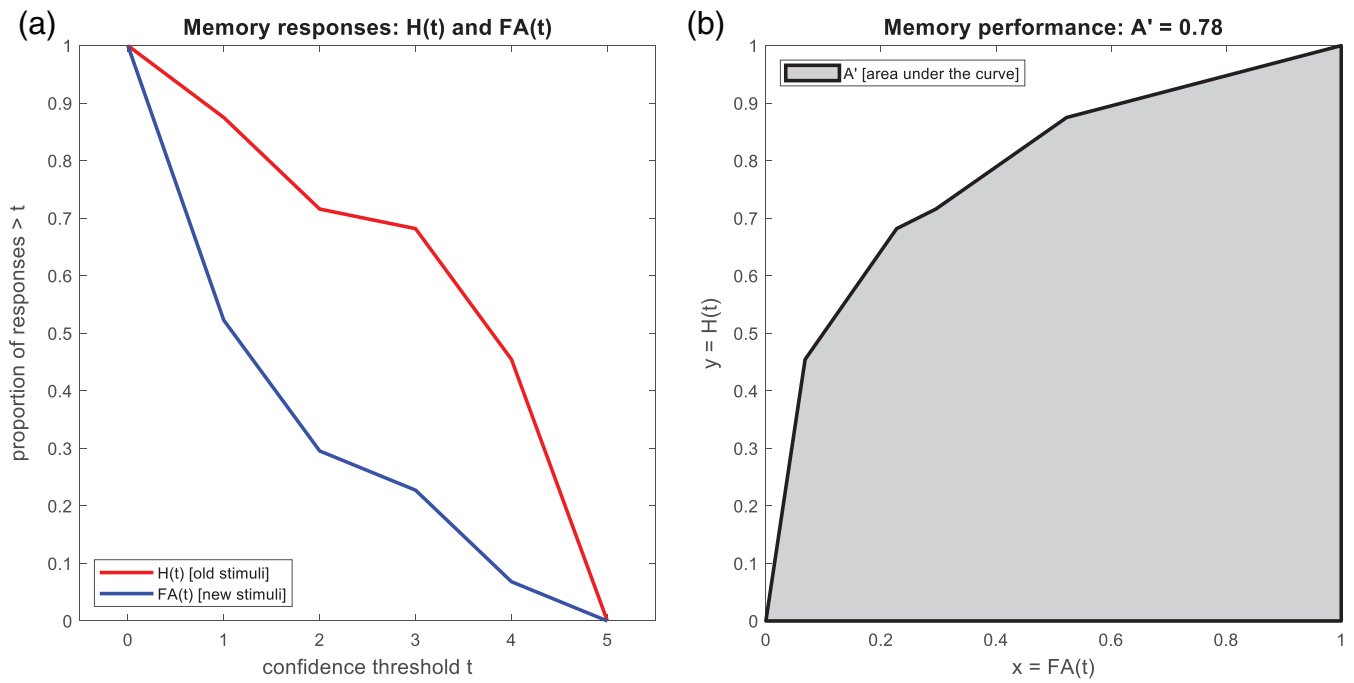 (a)
Memory responses: H(t) and FA(t)
1
0.9
0.8
0.7
0.6
0.5
0.4
0.3
0.2
0.1
0
proportion of responses > t
H(t) [old stimuli]
FA(t) [new stimuli]
0 1 2 3 4 5
confidence threshold t
(b)
Memory performance: A' = 0.78
A' [area under the curve]
1
0.9
0.8
0.7
0.6
0.5
0.4
0.3
0.2
0.1
0
y = H(t)
0 0.2 0.4 0.6 0.8 1
x = FA(t)